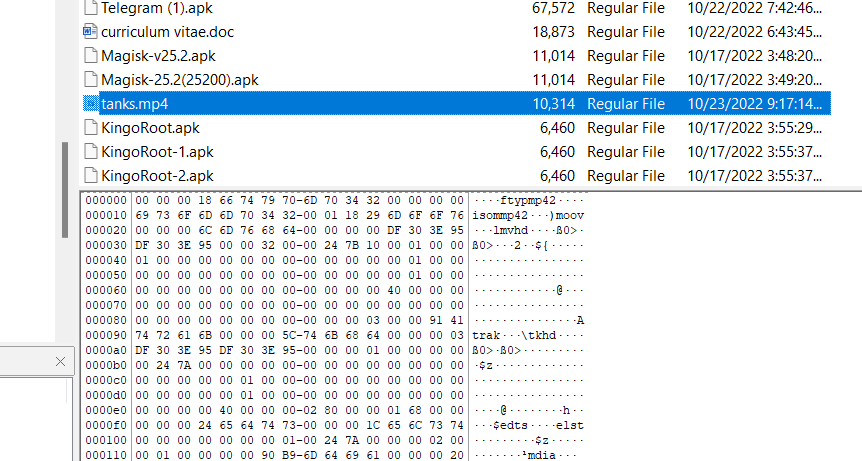 Telegram (1).apk 67,572 Regular File 10/22/2022 7:42:46...
curriculum vitae.doc 18,873 Regular File 10/22/2022 6:43:45...
Magisk-v25.2.apk 11,014 Regular File 10/17/2022 3:48:20...
Magisk-25.2(25200).apk 11,014 Regular File 10/17/2022 3:49:20...
tanks.mp4 10,314 Regular File 10/23/2022 9:17:14...
KingoRoot.apk 6,460 Regular File 10/17/2022 3:55:29...
KingoRoot-1.apk 6,460 Regular File 10/17/2022 3:55:37...
KingoRoot-2.apk 6,460 Regular File 10/17/2022 3:55:37...
000000 00 00 00 18 66 74 79 70-6D 70 34 32 00 00 00 00 ····ftypmp42····
000010 69 73 6F 6D 6D 70 34 32-00 01 18 29 6D 6F 6F 76 isommp42···)moov
000020 00 00 00 6C 6D 76 68 64-00 00 00 00 DF 30 3E 95 ···lmvhd····ß0>·
000030 DF 30 3E 95 00 00 32 00-00 24 7B 10 00 01 00 00 ß0>···2··${·····
000040 01 00 00 00 00 00 00 00-00 00 00 00 00 01 00 00 ················
000050 00 00 00 00 00 00 00 00-00 00 00 00 00 01 00 00 ················
000060 00 00 00 00 00 00 00 00-00 00 00 00 40 00 00 00 ············@···
000070 00 00 00 00 00 00 00 00-00 00 00 00 00 00 00 00 ················
000080 00 00 00 00 00 00 00 00-00 00 00 03 00 00 91 41 ···············A
000090 74 72 61 6B 00 00 00 5C-74 6B 68 64 00 00 00 03 trak···\tkhd····
0000a0 DF 30 3E 95 DF 30 3E 95-00 00 00 01 00 00 00 00 ß0>·ß0>·········
0000b0 00 24 7A 00 00 00 00 00-00 00 00 00 00 00 00 00 ·$z·············
0000c0 00 00 00 00 01 00 00 00-00 00 00 00 00 00 00 00 ················
0000d0 00 00 00 00 01 00 00 00-00 00 00 00 00 00 00 00 ················
0000e0 00 00 00 00 40 00 00 00-02 80 00 00 01 68 00 00 ····@········h··
0000f0 00 00 00 24 65 64 74 73-00 00 00 1C 65 6C 73 74 ···$edts····elst
000100 00 00 00 00 00 00 00 01-00 24 7A 00 00 00 02 00 ·········$z·····
000110 00 01 00 00 00 00 90 B9-6D 64 69 61 00 00 00 20 ·······¹mdia···